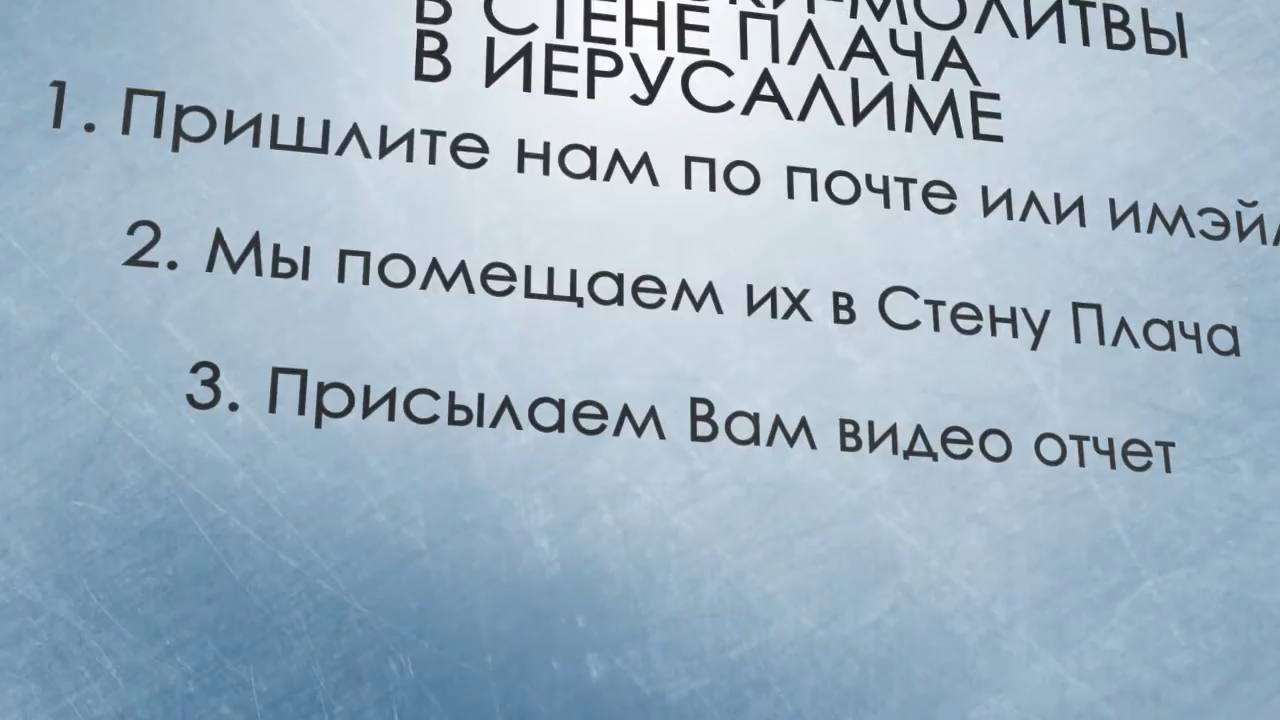 В СТЕНЕ ПЛАЧА
В ИЕРУСАЛИМЕ
1. Пришлите нам по почте или
2. Мы помещаем их в Стену Плача
3. Присылаем Вам видео отчет